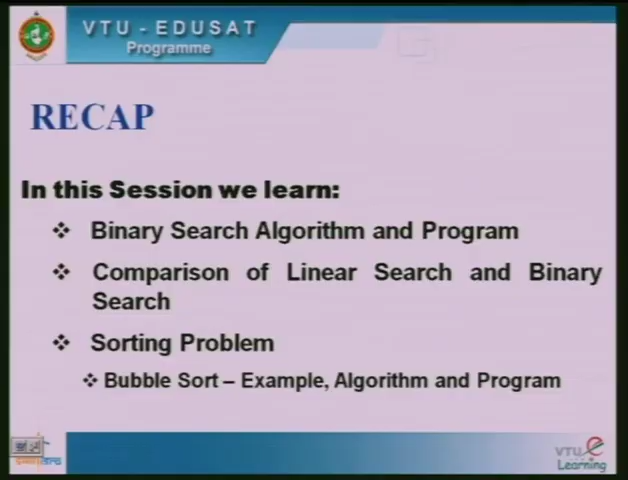 VTU - EDUSAT
Programme
RECAP
In this Session we learn:
❖ Binary Search Algorithm and Program
❖ Comparison of Linear Search and Binary
Search
❖ Sorting Problem
❖ Bubble Sort – Example, Algorithm and Program
VTU e
Learning